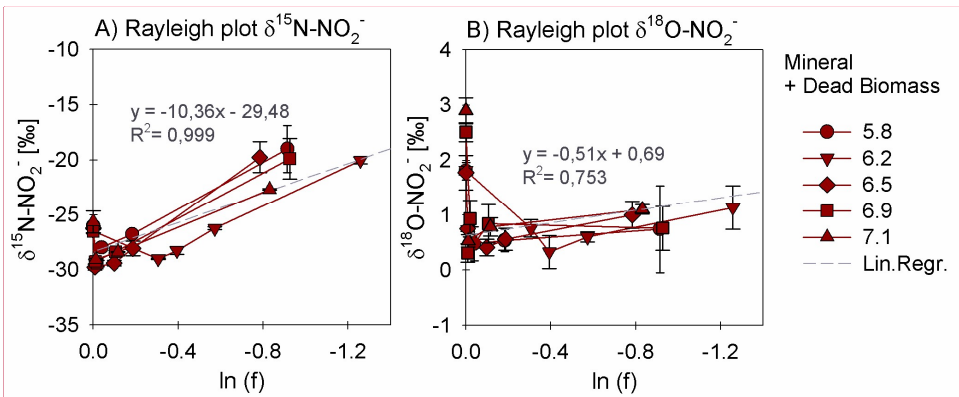 A) Rayleigh plot δ15N-NO2-
B) Rayleigh plot δ18O-NO2-
δ15N-NO2- [‰]
-10
-15
-20
-25
-30
-35
y = -10,36x - 29,48
R2= 0,999
0.0 -0.4 -0.8 -1.2
ln (f)
δ18O-NO2- [‰]
4
3
2
1
0
-1
y = -0,51x + 0,69
R2= 0,753
0.0 -0.4 -0.8 -1.2
ln (f)
Mineral
+ Dead Biomass
5.8
6.2
6.5
6.9
7.1
Lin.Regr.